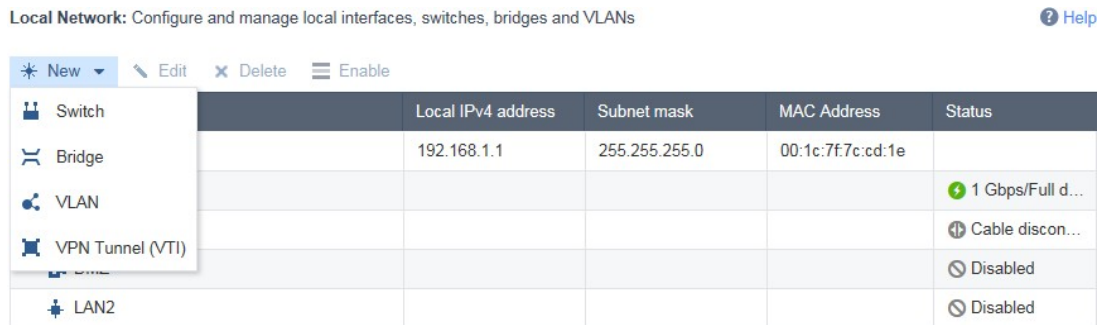 Local Network: Configure and manage local interfaces, switches, bridges and VLANs
Help
New Edit Delete Enable
Local IPv4 address Subnet mask MAC Address Status
Switch
192.168.1.1 255.255.255.0 00:1c:7f:7c:cd:1e
Bridge
1 Gbps/Full d...
VLAN
Cable discon...
VPN Tunnel (VTI)
Disabled
LAN2 Disabled